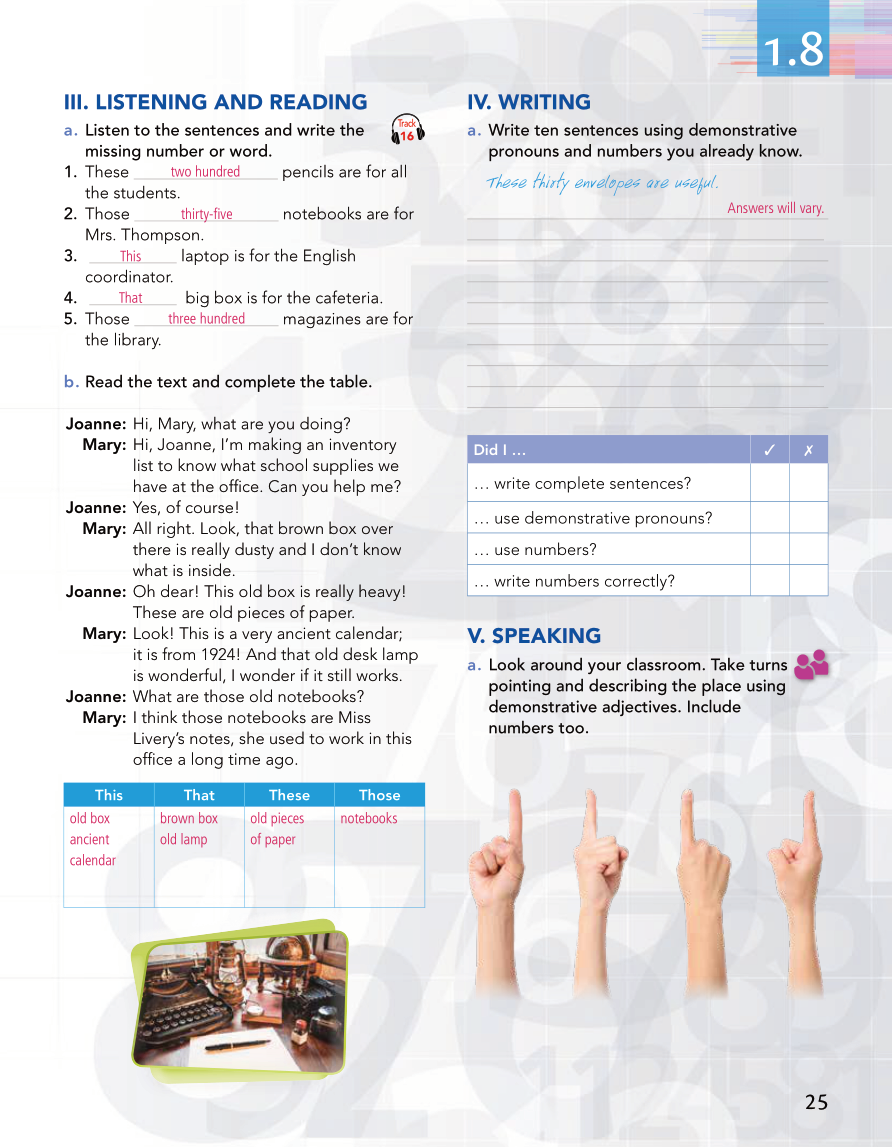 1.8
III. LISTENING AND READING
a. Listen to the sentences and write the
missing number or word.
Track
16
1. These two hundred pencils are for all
the students.
2. Those thirty-five notebooks are for
Mrs. Thompson.
3. This laptop is for the English
coordinator.
4. That big box is for the cafeteria.
5. Those three hundred magazines are for
the library.
b. Read the text and complete the table.
Joanne: Hi, Mary, what are you doing?
Mary: Hi, Joanne, I'm making an inventory
list to know what school supplies we
have at the office. Can you help me?
Joanne: Yes, of course!
Mary: All right. Look, that brown box over
there is really dusty and I don't know
what is inside.
Joanne: Oh dear! This old box is really heavy!
These are old pieces of paper.
Mary: Look! This is a very ancient calendar;
it is from 1924! And that old desk lamp
is wonderful, I wonder if it still works.
Joanne: What are those old notebooks?
Mary: I think those notebooks are Miss
Livery's notes, she used to work in this
office a long time ago.
This That These Those
old box brown box old pieces notebooks
ancient old lamp of paper
calendar
IV. WRITING
a. Write ten sentences using demonstrative
pronouns and numbers you already know.
These thirty envelopes are useful.
Answers will vary.
Did I ... ✓ ✗
... write complete sentences?
... use demonstrative pronouns?
... use numbers?
... write numbers correctly?
V. SPEAKING
a. Look around your classroom. Take turns
pointing and describing the place using
demonstrative adjectives. Include
numbers too.
25